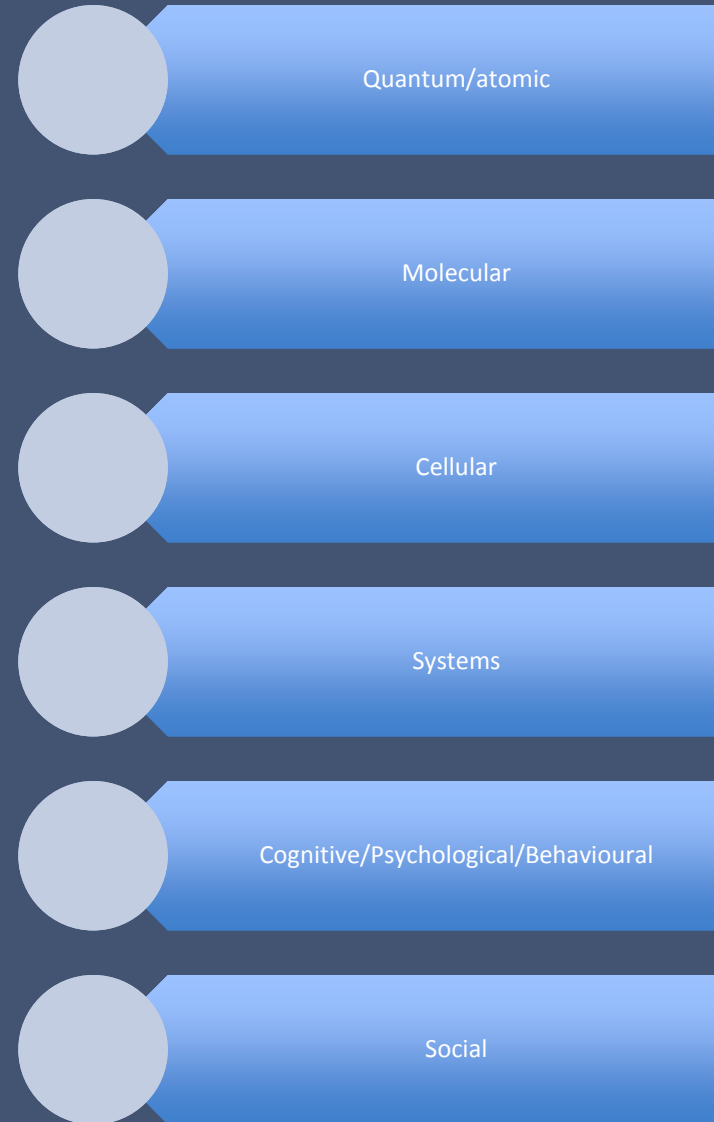 Quantum/atomic
Molecular
Cellular
Systems
Cognitive/Psychological/Behavioural
Social